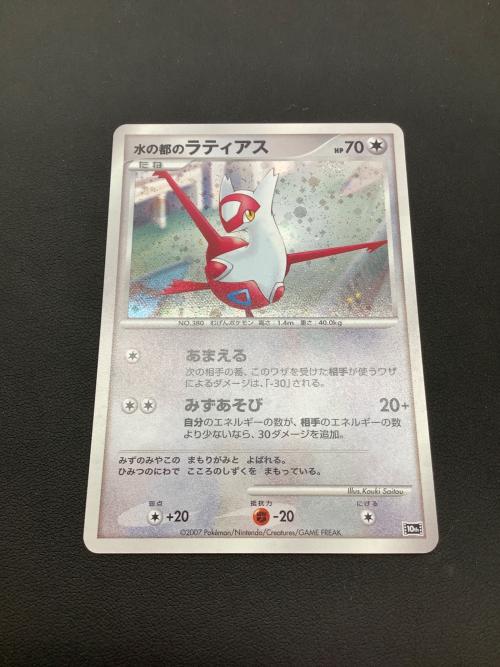 水の都のラティアス HP70
たね
NO.380 むげんポケモン 高さ：1.4m 重さ：40.0kg
あまえる
次の相手の番、このワザを受けた相手が使うワザ
によるダメージは、「-30」される。
みずあそび 20+
自分のエネルギーの数が、相手のエネルギーの数
より少ないなら、30ダメージを追加。
みずのみやこの まもりがみと よばれる。
ひみつのにわで こころのしずくを まもっている。
Illus.Kouki Saitou
弱点 抵抗力 にげる
+20 -20
©2007 Pokémon/Nintendo/Creatures/GAME FREAK
10th